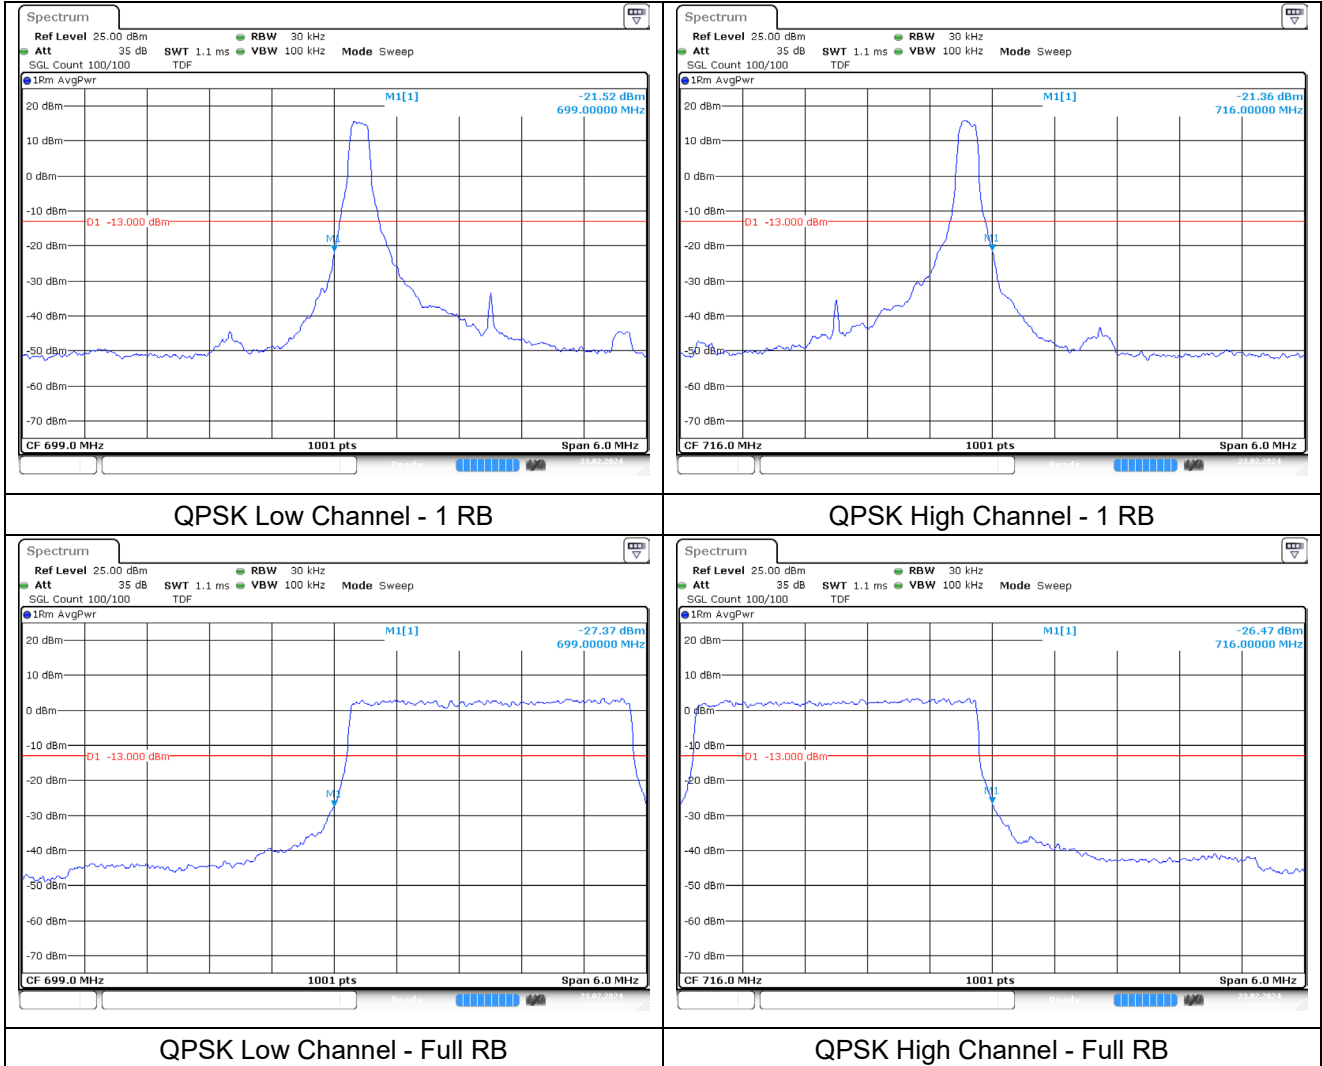 Spectrum
Ref Level 25.00 dBm RBW 30 kHz
Att 35 dB SWT 1.1 ms VBW 100 kHz Mode Sweep
SGL Count 100/100 TDF
1Rm AvgPwr
M1[1] -21.52 dBm
699.00000 MHz
20 dBm
10 dBm
0 dBm
-10 dBm
D1 -13.000 dBm
M1
-20 dBm
-30 dBm
-40 dBm
-50 dBm
-60 dBm
-70 dBm
CF 699.0 MHz 1001 pts Span 6.0 MHz
Ready 23.02.2024
QPSK Low Channel - 1 RB
Spectrum
Ref Level 25.00 dBm RBW 30 kHz
Att 35 dB SWT 1.1 ms VBW 100 kHz Mode Sweep
SGL Count 100/100 TDF
1Rm AvgPwr
M1[1] -21.36 dBm
716.00000 MHz
20 dBm
10 dBm
0 dBm
-10 dBm
D1 -13.000 dBm
M1
-20 dBm
-30 dBm
-40 dBm
-50 dBm
-60 dBm
-70 dBm
CF 716.0 MHz 1001 pts Span 6.0 MHz
Ready 23.02.2024
QPSK High Channel - 1 RB
Spectrum
Ref Level 25.00 dBm RBW 30 kHz
Att 35 dB SWT 1.1 ms VBW 100 kHz Mode Sweep
SGL Count 100/100 TDF
1Rm AvgPwr
M1[1] -27.37 dBm
699.00000 MHz
20 dBm
10 dBm
0 dBm
-10 dBm
D1 -13.000 dBm
-20 dBm
M1
-30 dBm
-40 dBm
-50 dBm
-60 dBm
-70 dBm
CF 699.0 MHz 1001 pts Span 6.0 MHz
Ready 23.02.2024
QPSK Low Channel - Full RB
Spectrum
Ref Level 25.00 dBm RBW 30 kHz
Att 35 dB SWT 1.1 ms VBW 100 kHz Mode Sweep
SGL Count 100/100 TDF
1Rm AvgPwr
M1[1] -26.47 dBm
716.00000 MHz
20 dBm
10 dBm
0 dBm
-10 dBm
D1 -13.000 dBm
-20 dBm
M1
-30 dBm
-40 dBm
-50 dBm
-60 dBm
-70 dBm
CF 716.0 MHz 1001 pts Span 6.0 MHz
Ready 23.02.2024
QPSK High Channel - Full RB